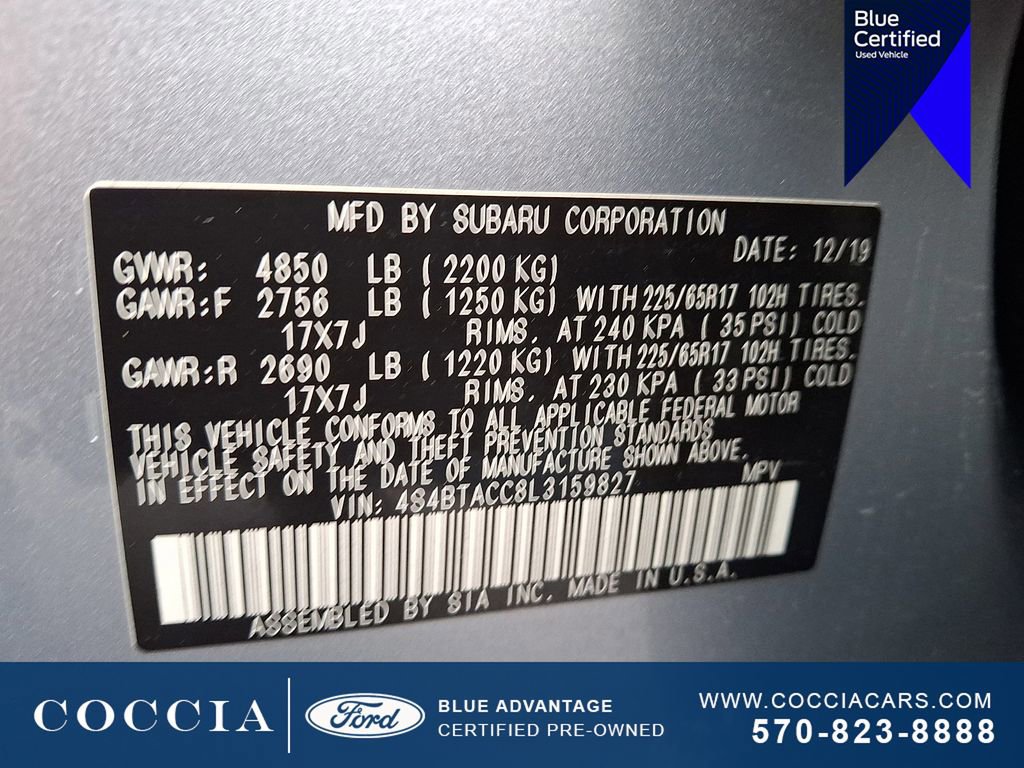 Blue
Certified
Used Vehicle
MFD BY SUBARU CORPORATION
DATE: 12/19
GVWR: 4850 LB ( 2200 KG)
GAWR:F 2756 LB ( 1250 KG) WITH 225/65R17 102H TIRES.
17X7J RIMS. AT 240 KPA ( 35 PSI) COLD
GAWR:R 2690 LB ( 1220 KG) WITH 225/65R17 102H TIRES.
17X7J RIMS. AT 230 KPA ( 33 PSI) COLD
THIS VEHICLE CONFORMS TO ALL APPLICABLE FEDERAL MOTOR
VEHICLE SAFETY AND THEFT PREVENTION STANDARDS
IN EFFECT ON THE DATE OF MANUFACTURE SHOWN ABOVE.
VIN: 4S4BTACC8L3159827 MPV
ASSEMBLED BY SIA INC. MADE IN U.S.A.
COCCIA
Ford
BLUE ADVANTAGE
CERTIFIED PRE-OWNED
WWW.COCCIACARS.COM
570-823-8888